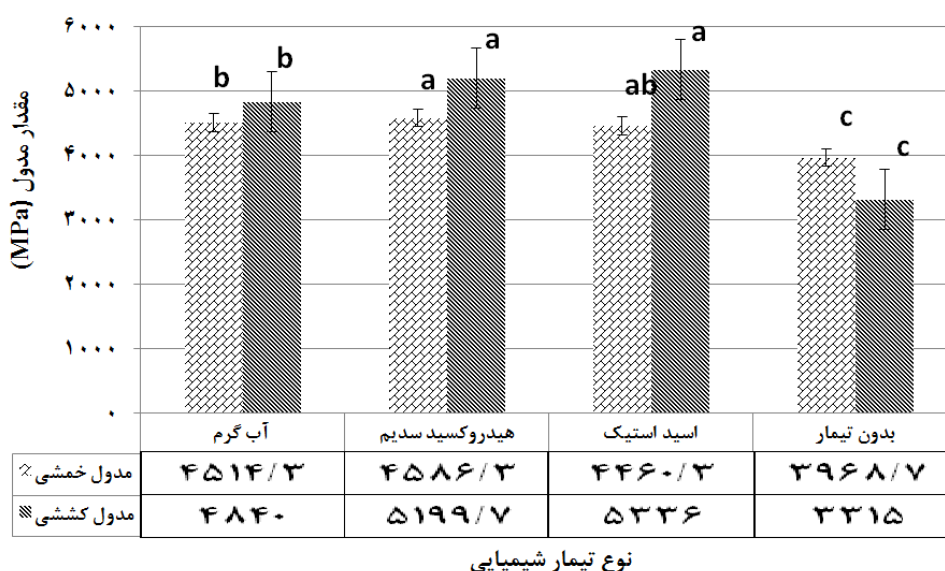 مقدار مدول (MPa)
۶۰۰۰
۵۰۰۰
۴۰۰۰
۳۰۰۰
۲۰۰۰
۱۰۰۰
۰
b b a a ab a c c
آب گرم هیدروکسید سدیم اسید استیک بدون تیمار
مدول خمشی ۴۵۱۴/۳ ۴۵۸۶/۳ ۴۴۶۰/۳ ۳۹۶۸/۷
مدول کششی ۴۸۴۰ ۵۱۹۹/۷ ۵۳۳۶ ۳۳۱۵
نوع تیمار شیمیایی